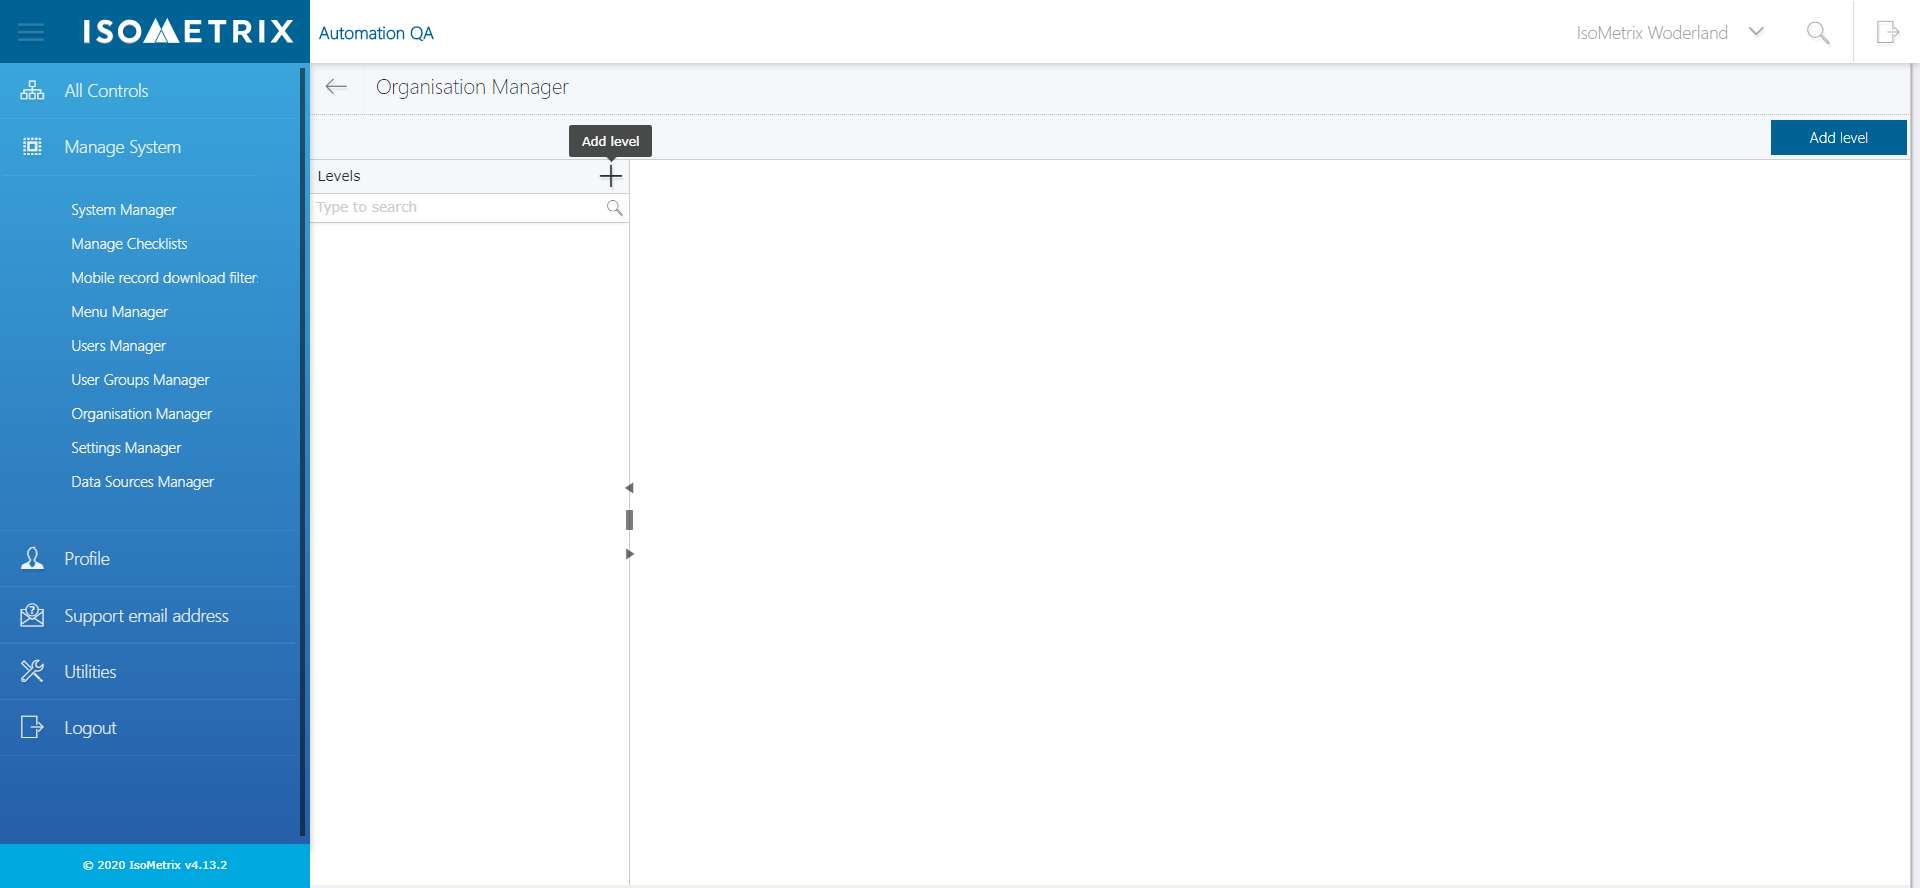 ISOMETRIX
Automation QA
IsoMetrix Woderland
All Controls
Organisation Manager
Add level
Add level
Manage System
Levels
Type to search
System Manager
Manage Checklists
Mobile record download filter
Menu Manager
Users Manager
User Groups Manager
Organisation Manager
Settings Manager
Data Sources Manager
Profile
Support email address
Utilities
Logout
© 2020 IsoMetrix v4.13.2